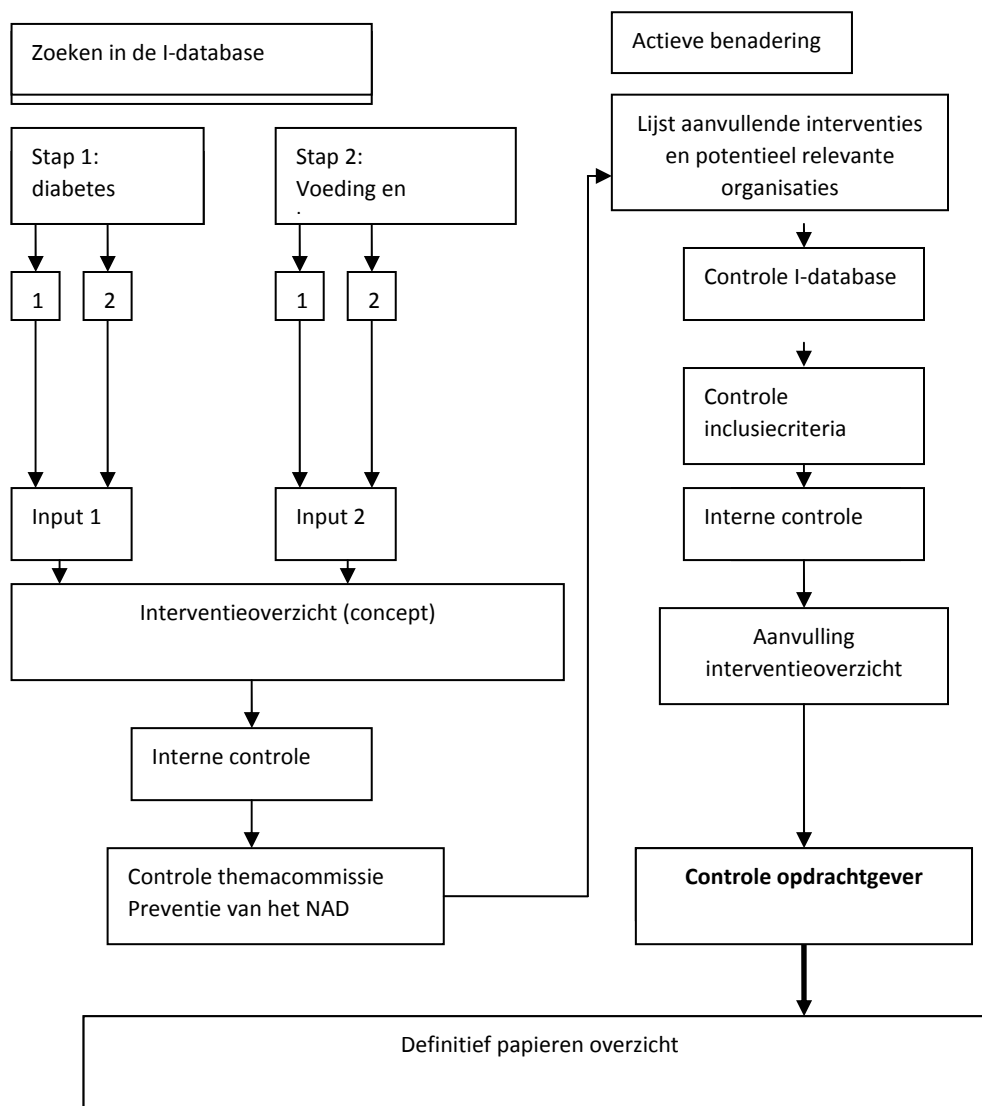 Zoeken in de I-database
Stap 1:
diabetes
Stap 2:
Voeding en
1
2
1
2
Input 1
Input 2
Interventieoverzicht (concept)
Interne controle
Controle themacommissie
Preventie van het NAD
Actieve benadering
Lijst aanvullende interventies
en potentieel relevante
organisaties
Controle I-database
Controle
inclusiecriteria
Interne controle
Aanvulling
interventieoverzicht
Controle opdrachtgever
Definitief papieren overzicht